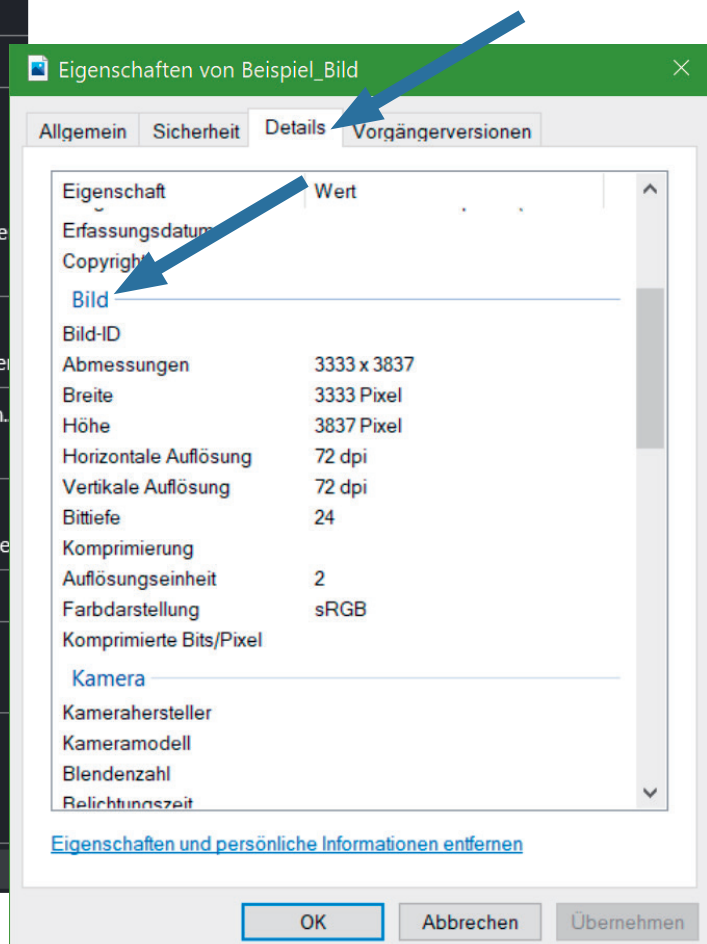 Eigenschaften von Beispiel_Bild
Allgemein Sicherheit Details Vorgängerversionen
Eigenschaft Wert
Erfassungsdatum
Copyright
Bild
Bild-ID
Abmessungen 3333 x 3837
Breite 3333 Pixel
Höhe 3837 Pixel
Horizontale Auflösung 72 dpi
Vertikale Auflösung 72 dpi
Bittiefe 24
Komprimierung
Auflösungseinheit 2
Farbdarstellung sRGB
Komprimierte Bits/Pixel
Kamera
Kamerahersteller
Kameramodell
Blendenzahl
Belichtungszeit
Eigenschaften und persönliche Informationen entfernen
OK Abbrechen Übernehmen